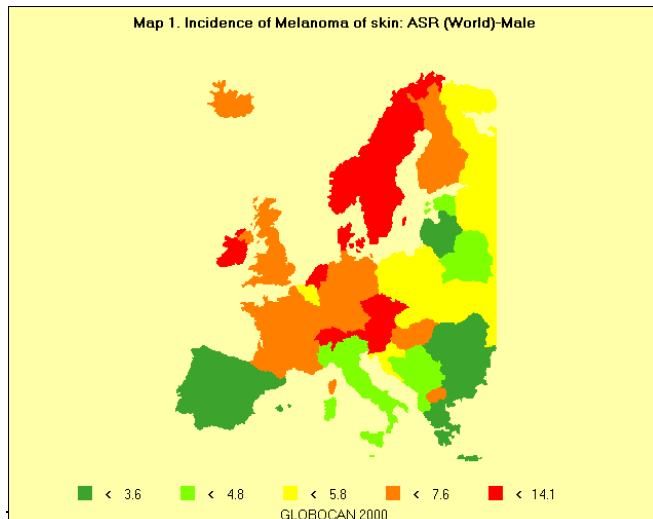 Map 1. Incidence of Melanoma of skin: ASR (World)-Male
< 3.6 < 4.8 < 5.8 < 7.6 < 14.1
GLOBOCAN 2000